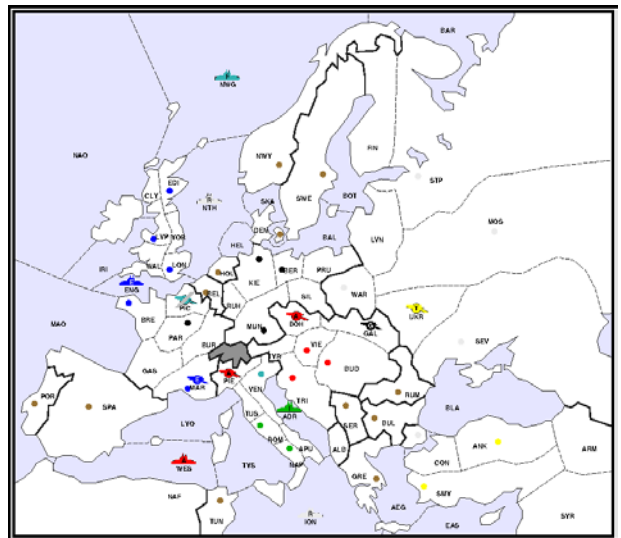 BAR
NWG
NAO
FIN
NWY
STP
EDI
CLY
SWE
BOT
NTH
SKA
MOS
LVP
YOR
DEN
BAL
LVN
HEL
IRI
WAL
LON
HOL
KIE
BER
PRU
ENG
BEL
WAR
RUH
SIL
PIC
UKR
MAO
BRE
BOH
GAL
PAR
MUN
SEV
BUR
VIE
TYR
BUD
GAS
PIE
VEN
MAR
TRI
RUM
POR
SPA
ADR
BLA
LYO
TUS
SER
BUL
ROM
ANK
APU
CON
ARM
WES
TYS
NAP
ALB
GRE
SMY
NAF
TUN
ION
AEG
EAS
SYR